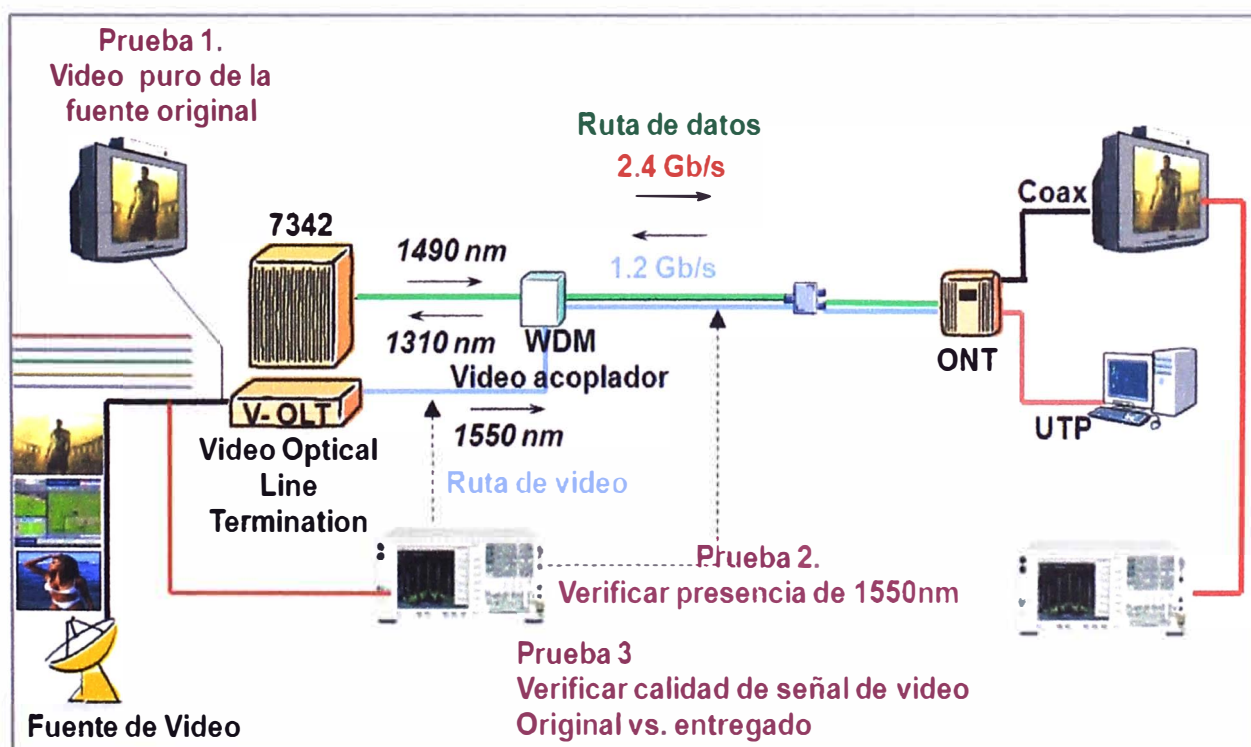 Prueba 1.
Video puro de la
fuente original
Ruta de datos
2.4 Gb/s
Coax
7342
1490 nm
1.2 Gb/s
1310 nm
WDM
Video acoplador
ONT
V- OLT
1550 nm
UTP
Video Optical
Line
Termination
Ruta de video
Prueba 2.
Verificar presencia de 1550nm
Prueba 3
Verificar calidad de señal de video
Original vs. entregado
Fuente de Video